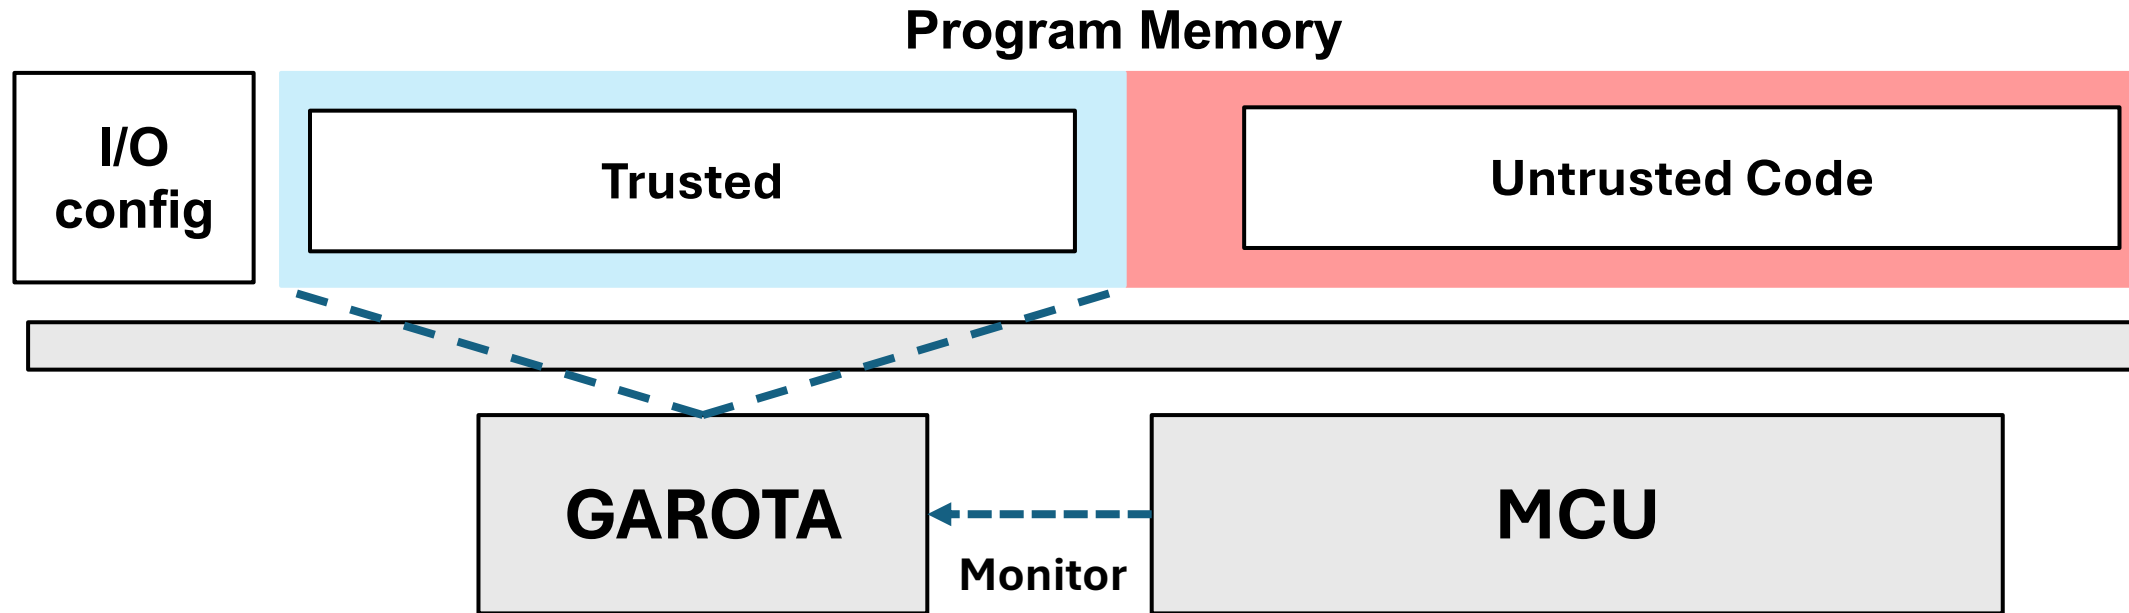 Program Memory
I/O
config
Trusted
Untrusted Code
GAROTA
Monitor
MCU